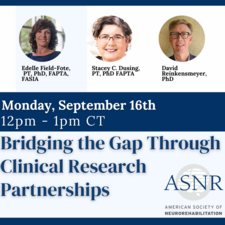 Edelle Field-Fote,
PT, PhD, FAPTA,
FASIA
Stacey C. Dusing,
PT, PhD FAPTA
David
Reinkensmeyer,
PhD
Monday, September 16th
12pm - 1pm CT
Bridging the Gap Through
Clinical Research
Partnerships
ASNR
AMERICAN SOCIETY OF
NEUROREHABILITATION